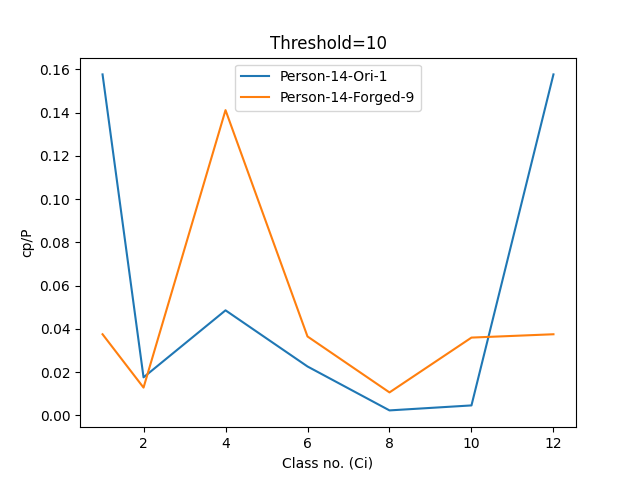 Threshold=10
Person-14-Ori-1
Person-14-Forged-9
cp/P
0.16
0.14
0.12
0.10
0.08
0.06
0.04
0.02
0.00
2 4 6 8 10 12
Class no. (Ci)